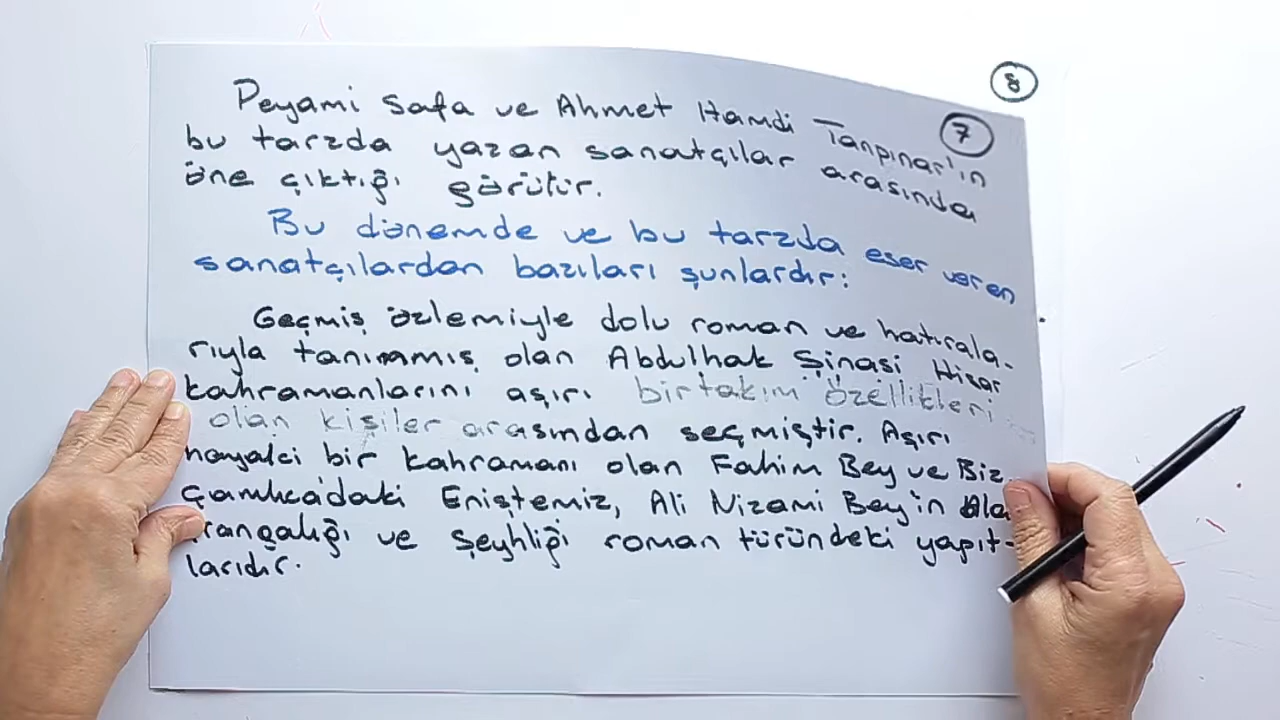 8
7
Peyami Safa ve Ahmet Hamdi Tanpınar'ın
bu tarzda yazan sanatçılar arasında
öne çıktığı görülür.
Bu dönemde ve bu tarzda eser veren
sanatçılardan bazıları şunlardır:
Geçmiş özlemiyle dolu roman ve hatırala-
rıyla tanınmış olan Abdulhak Şinasi Hisar
kahramanlarını aşırı birtakım özellikleri
olan kişiler arasından seçmiştir. Aşırı
hayalci bir kahramanı olan Fahim Bey ve Biz,
Çamlıca'daki Eniştemiz, Ali Nizami Bey'in Ala
frangalığı ve Şeyhliği roman türündeki yapıt-
larıdır.